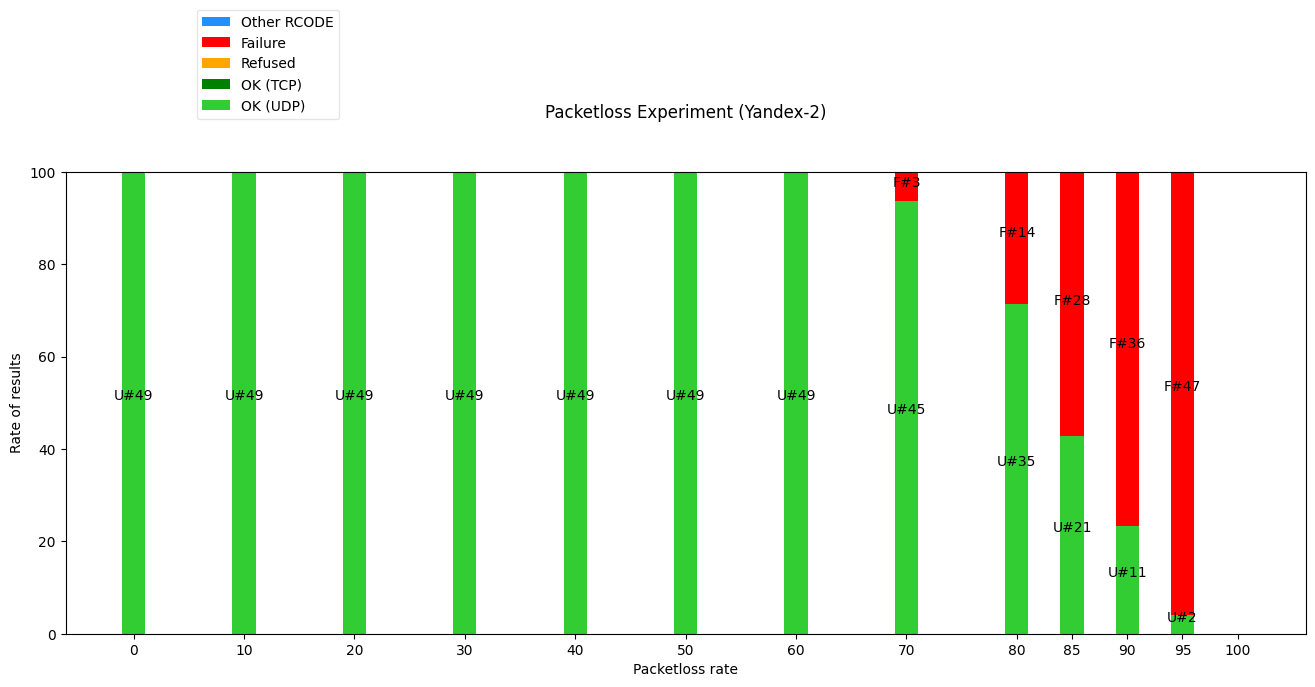 Other RCODE
Failure
Refused
OK (TCP)
OK (UDP)
Packetloss Experiment (Yandex-2)
100
80
60
40
20
0
Rate of results
F#3
F#14
F#28
F#36
F#47
U#49
U#49
U#49
U#49
U#49
U#49
U#49
U#45
U#35
U#21
U#11
U#2
0
10
20
30
40
50
60
70
80
85
90
95
100
Packetloss rate